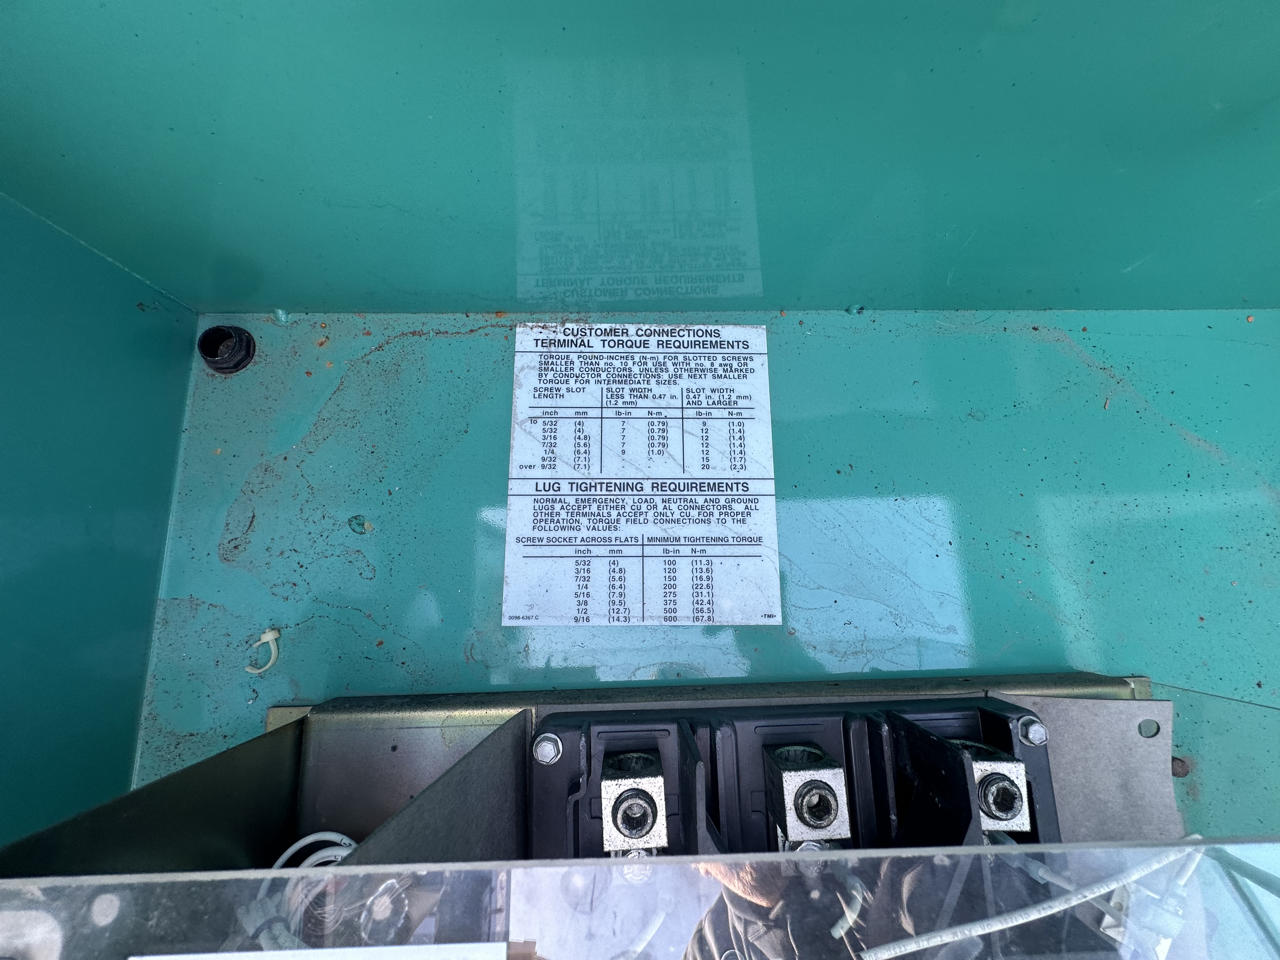 CUSTOMER CONNECTIONS
TERMINAL TORQUE REQUIREMENTS
TORQUE, POUND-INCHES (N-m) FOR SLOTTED SCREWS
SMALLER THAN no. 10 FOR USE WITH no. 8 awg OR
SMALLER CONDUCTORS, UNLESS OTHERWISE MARKED
BY CONDUCTOR CONNECTIONS: USE NEXT SMALLER
TORQUE FOR INTERMEDIATE SIZES.
SCREW SLOT LENGTH
SLOT WIDTH LESS THAN 0.47 in. (1.2 mm)
SLOT WIDTH 0.47 in. (1.2 mm) AND LARGER
inch mm lb-in N-m lb-in N-m
to 5/32 (4) 7 (0.79) 9 (1.0)
5/32 (4) 7 (0.79) 12 (1.4)
3/16 (4.8) 7 (0.79) 12 (1.4)
7/32 (5.6) 7 (0.79) 12 (1.4)
1/4 (6.4) 9 (1.0) 12 (1.4)
9/32 (7.1) - - 15 (1.7)
over 9/32 (7.1) - - 20 (2.3)
LUG TIGHTENING REQUIREMENTS
NORMAL, EMERGENCY, LOAD, NEUTRAL AND GROUND
LUGS ACCEPT EITHER CU OR AL CONNECTORS. ALL
OTHER TERMINALS ACCEPT ONLY CU. FOR PROPER
OPERATION, TORQUE FIELD CONNECTIONS TO THE
FOLLOWING VALUES:
SCREW SOCKET ACROSS FLATS MINIMUM TIGHTENING TORQUE
inch mm lb-in N-m
5/32 (4) 100 (11.3)
3/16 (4.8) 120 (13.6)
7/32 (5.6) 150 (16.9)
1/4 (6.4) 200 (22.6)
5/16 (7.9) 275 (31.1)
3/8 (9.5) 375 (42.4)
1/2 (12.7) 500 (56.5)
9/16 (14.3) 600 (67.8)
0098-6367 C -TMI-